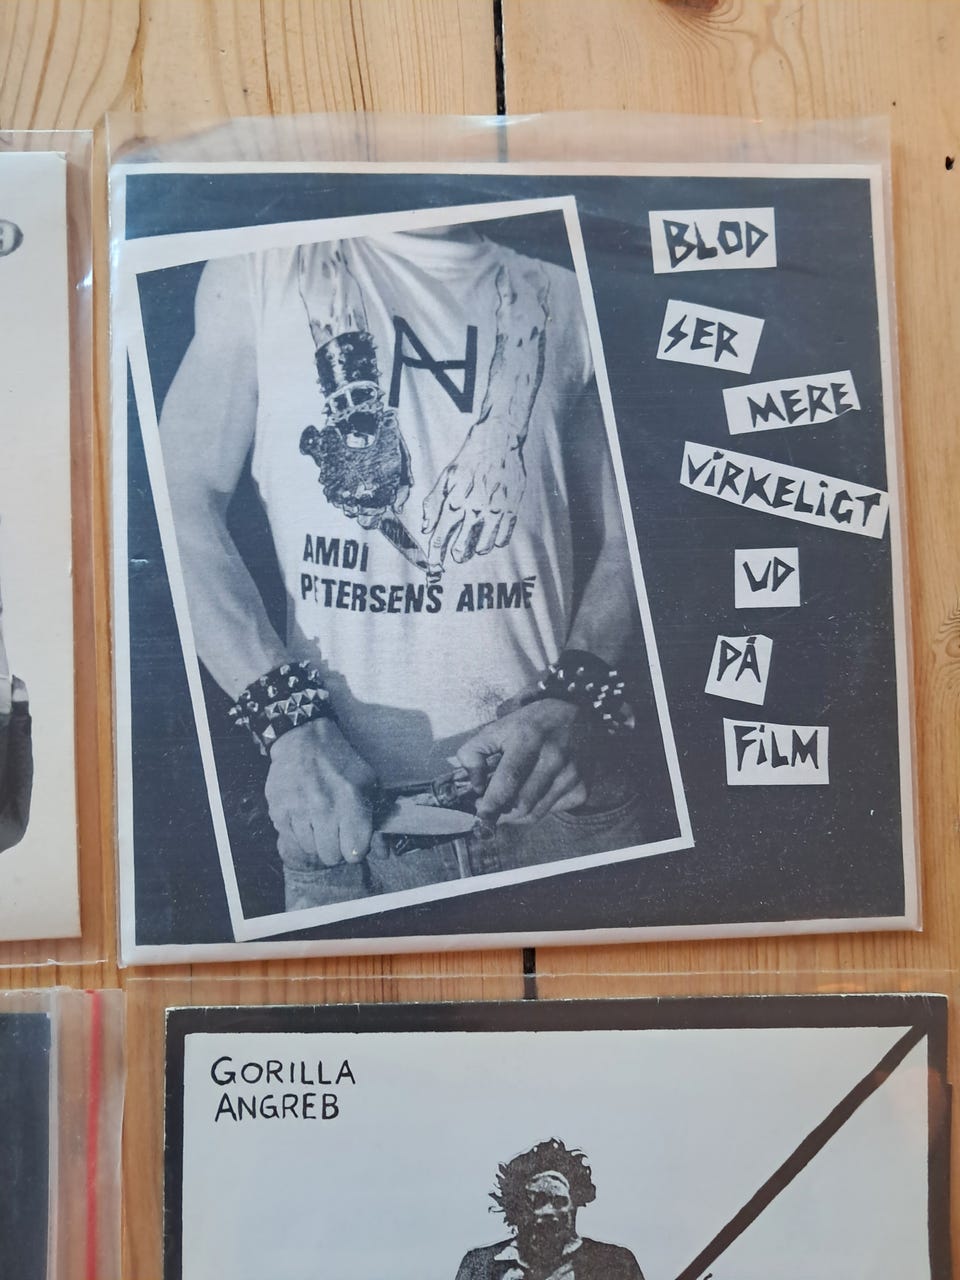 BLOD
SER
MERE
VIRKELIGT
UD
PÅ
FILM
AMDI
PETERSENS ARMÉ
GORILLA
ANGREB